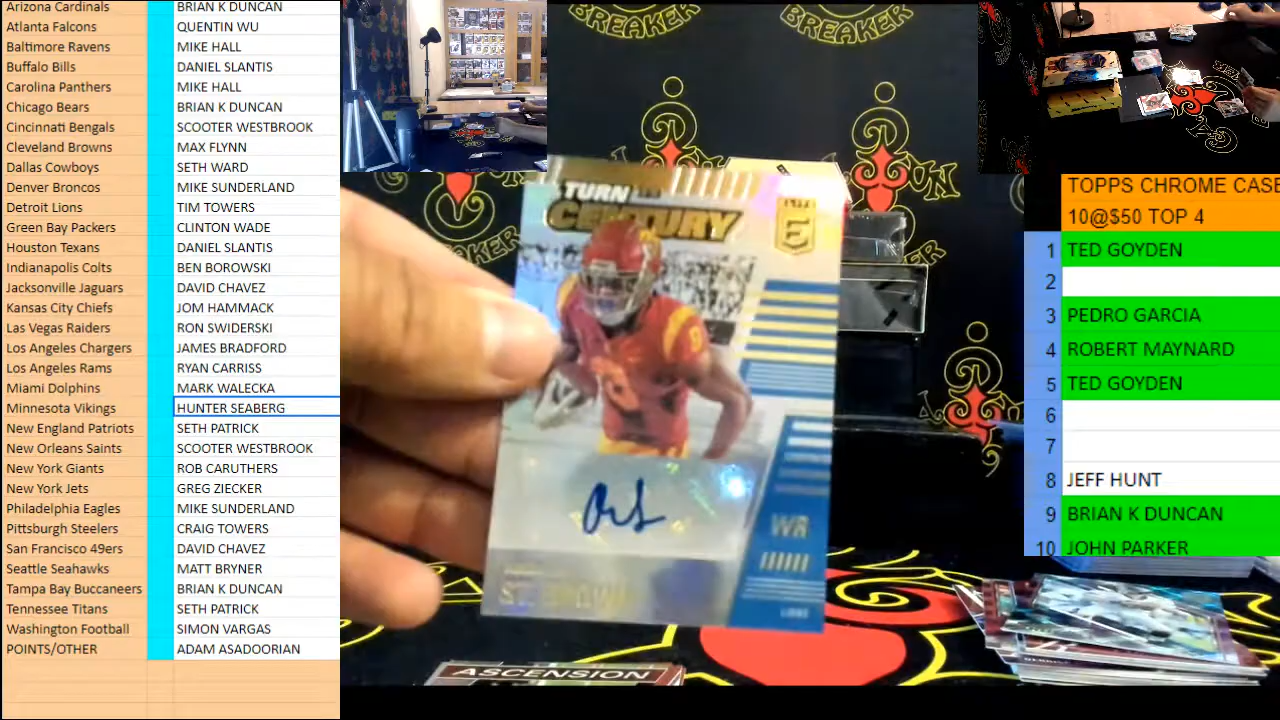 Arizona Cardinals BRIAN K DUNCAN
Atlanta Falcons QUENTIN WU
Baltimore Ravens MIKE HALL
Buffalo Bills DANIEL SLANTIS
Carolina Panthers MIKE HALL
Chicago Bears BRIAN K DUNCAN
Cincinnati Bengals SCOOTER WESTBROOK
Cleveland Browns MAX FLYNN
Dallas Cowboys SETH WARD
Denver Broncos MIKE SUNDERLAND
Detroit Lions TIM TOWERS
Green Bay Packers CLINTON WADE
Houston Texans DANIEL SLANTIS
Indianapolis Colts BEN BOROWSKI
Jacksonville Jaguars DAVID CHAVEZ
Kansas City Chiefs JOM HAMMACK
Las Vegas Raiders RON SWIDERSKI
Los Angeles Chargers JAMES BRADFORD
Los Angeles Rams RYAN CARRISS
Miami Dolphins MARK WALECKA
Minnesota Vikings HUNTER SEABERG
New England Patriots SETH PATRICK
New Orleans Saints SCOOTER WESTBROOK
New York Giants ROB CARUTHERS
New York Jets GREG ZIECKER
Philadelphia Eagles MIKE SUNDERLAND
Pittsburgh Steelers CRAIG TOWERS
San Francisco 49ers DAVID CHAVEZ
Seattle Seahawks MATT BRYNER
Tampa Bay Buccaneers BRIAN K DUNCAN
Tennessee Titans SETH PATRICK
Washington Football SIMON VARGAS
POINTS/OTHER ADAM ASADOORIAN
BREAKER BREAKER
TURN
CENTURY
E
9
WR
LIONS
ASCENSION
TOPPS CHROME CASE
10@$50 TOP 4
1 TED GOYDEN
2
3 PEDRO GARCIA
4 ROBERT MAYNARD
5 TED GOYDEN
6
7
8 JEFF HUNT
9 BRIAN K DUNCAN
10 JOHN PARKER